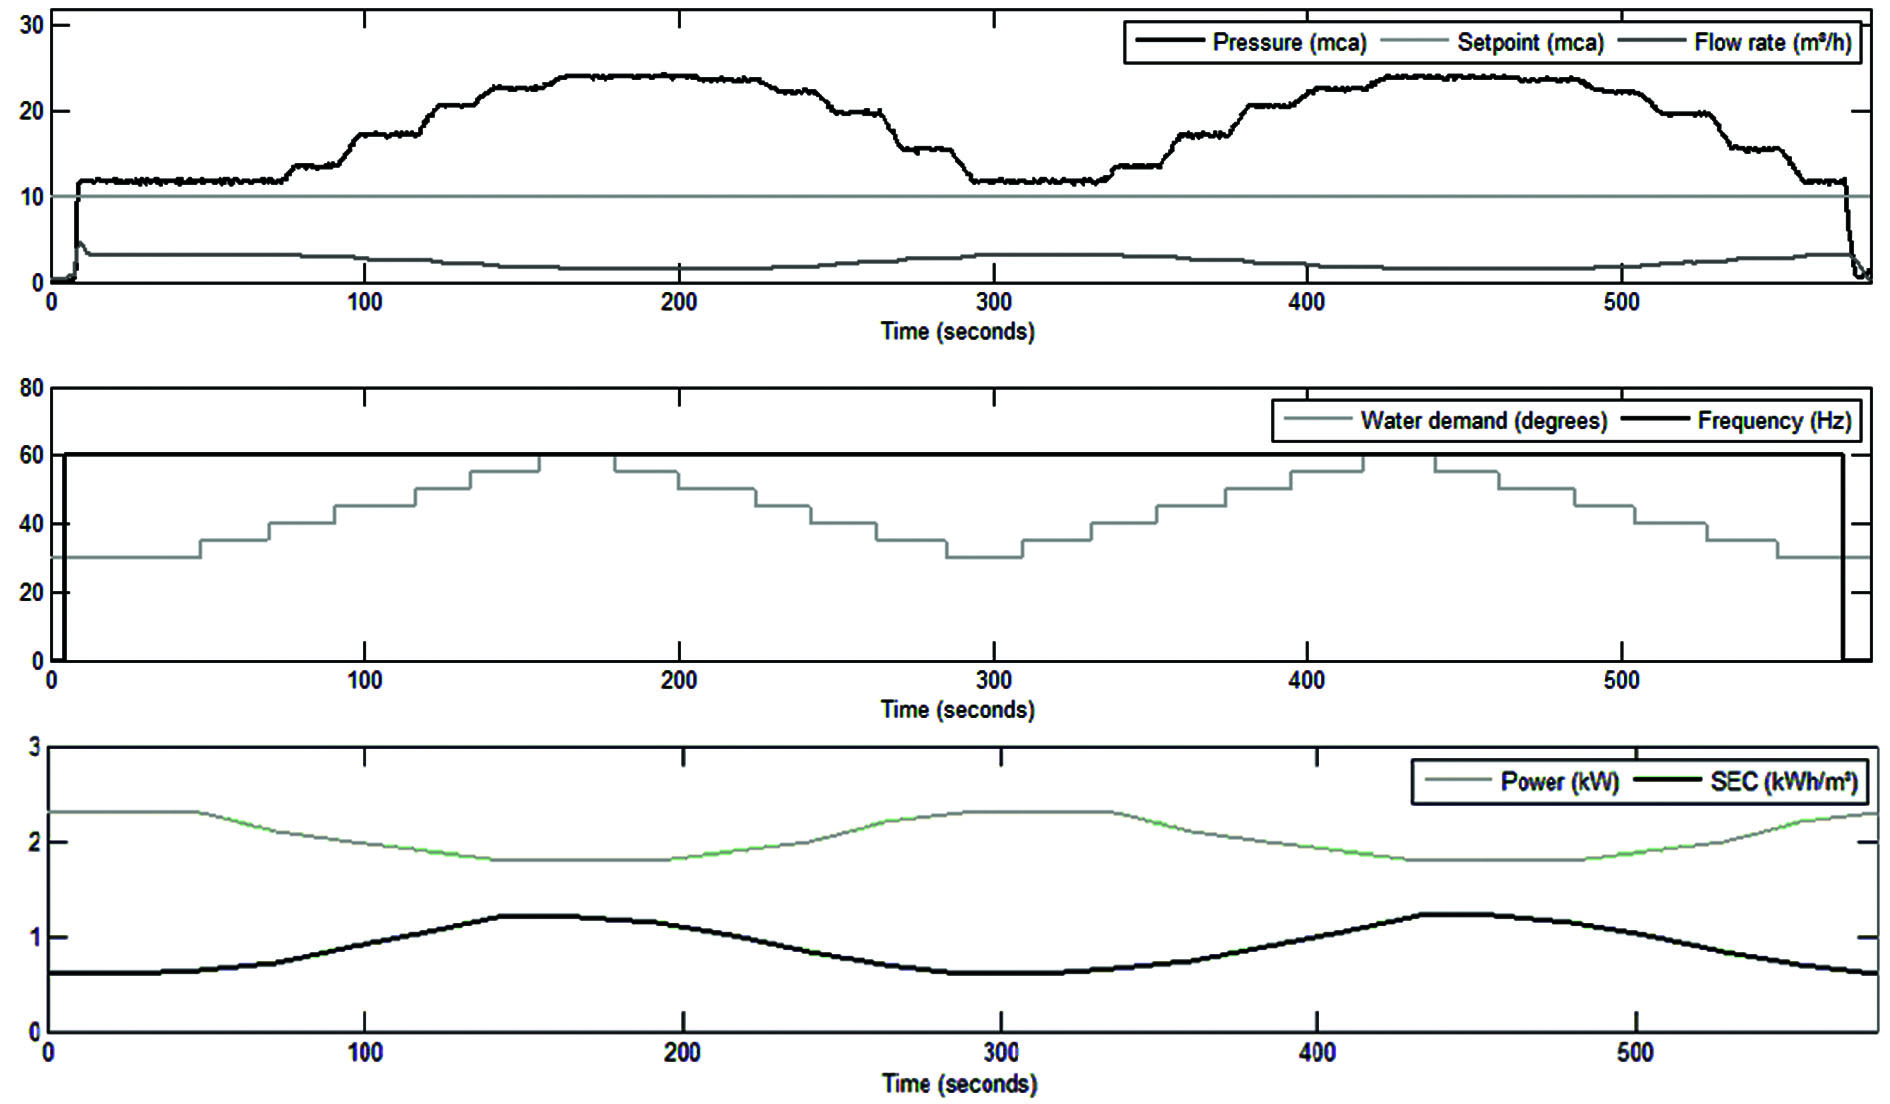 30
20
10
0
Pressure (mca) Setpoint (mca) Flow rate (m³/h)
0 100 200 300 400 500
Time (seconds)
80
60
40
20
0
Water demand (degrees) Frequency (Hz)
0 100 200 300 400 500
Time (seconds)
3
2
1
0
Power (kW) SEC (kWh/m³)
0 100 200 300 400 500
Time (seconds)